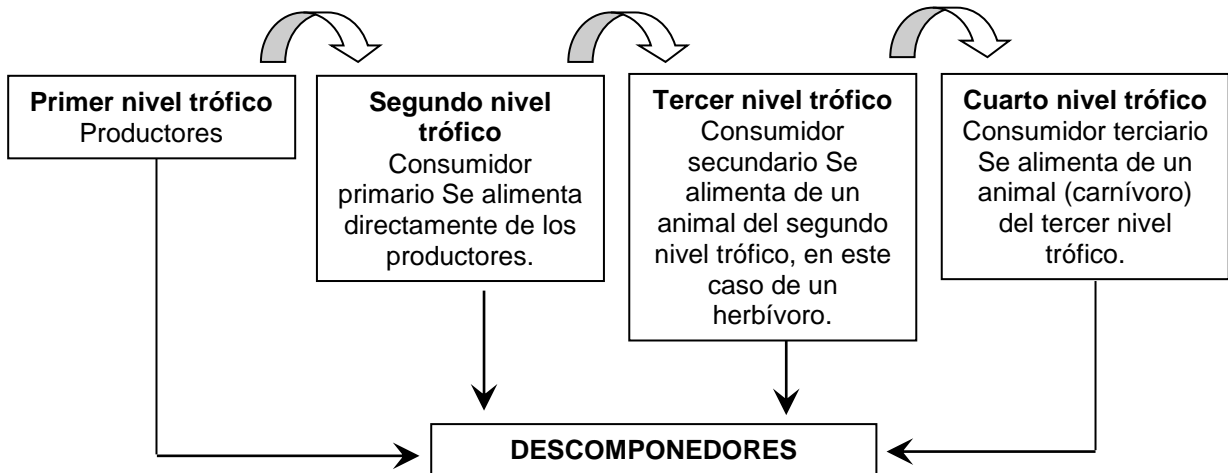 Primer nivel trófico
Productores
Segundo nivel
trófico
Consumidor
primario Se alimenta
directamente de los
productores.
Tercer nivel trófico
Consumidor
secundario Se
alimenta de un
animal del segundo
nivel trófico, en este
caso de un
herbívoro.
Cuarto nivel trófico
Consumidor terciario
Se alimenta de un
animal (carnívoro)
del tercer nivel
trófico.
DESCOMPONEDORES